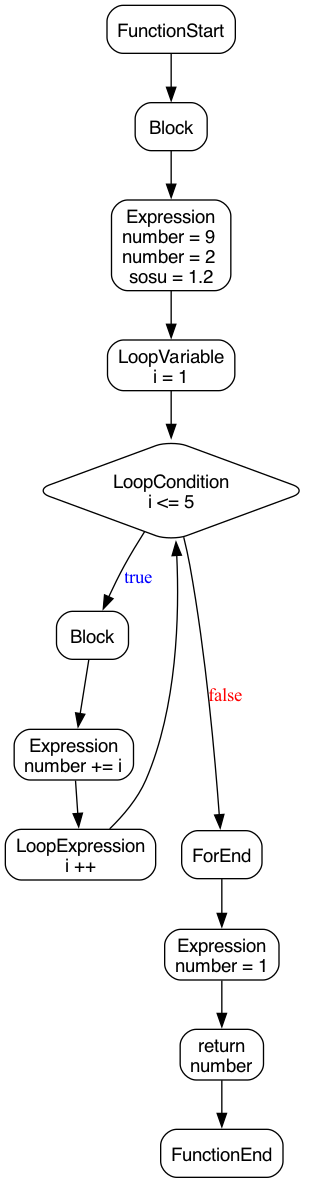 FunctionStart
Block
Expression
number = 9
number = 2
sosu = 1.2
LoopVariable
i = 1
LoopCondition
i <= 5
true
Block
false
Expression
number += i
LoopExpression
i ++
ForEnd
Expression
number = 1
return
number
FunctionEnd